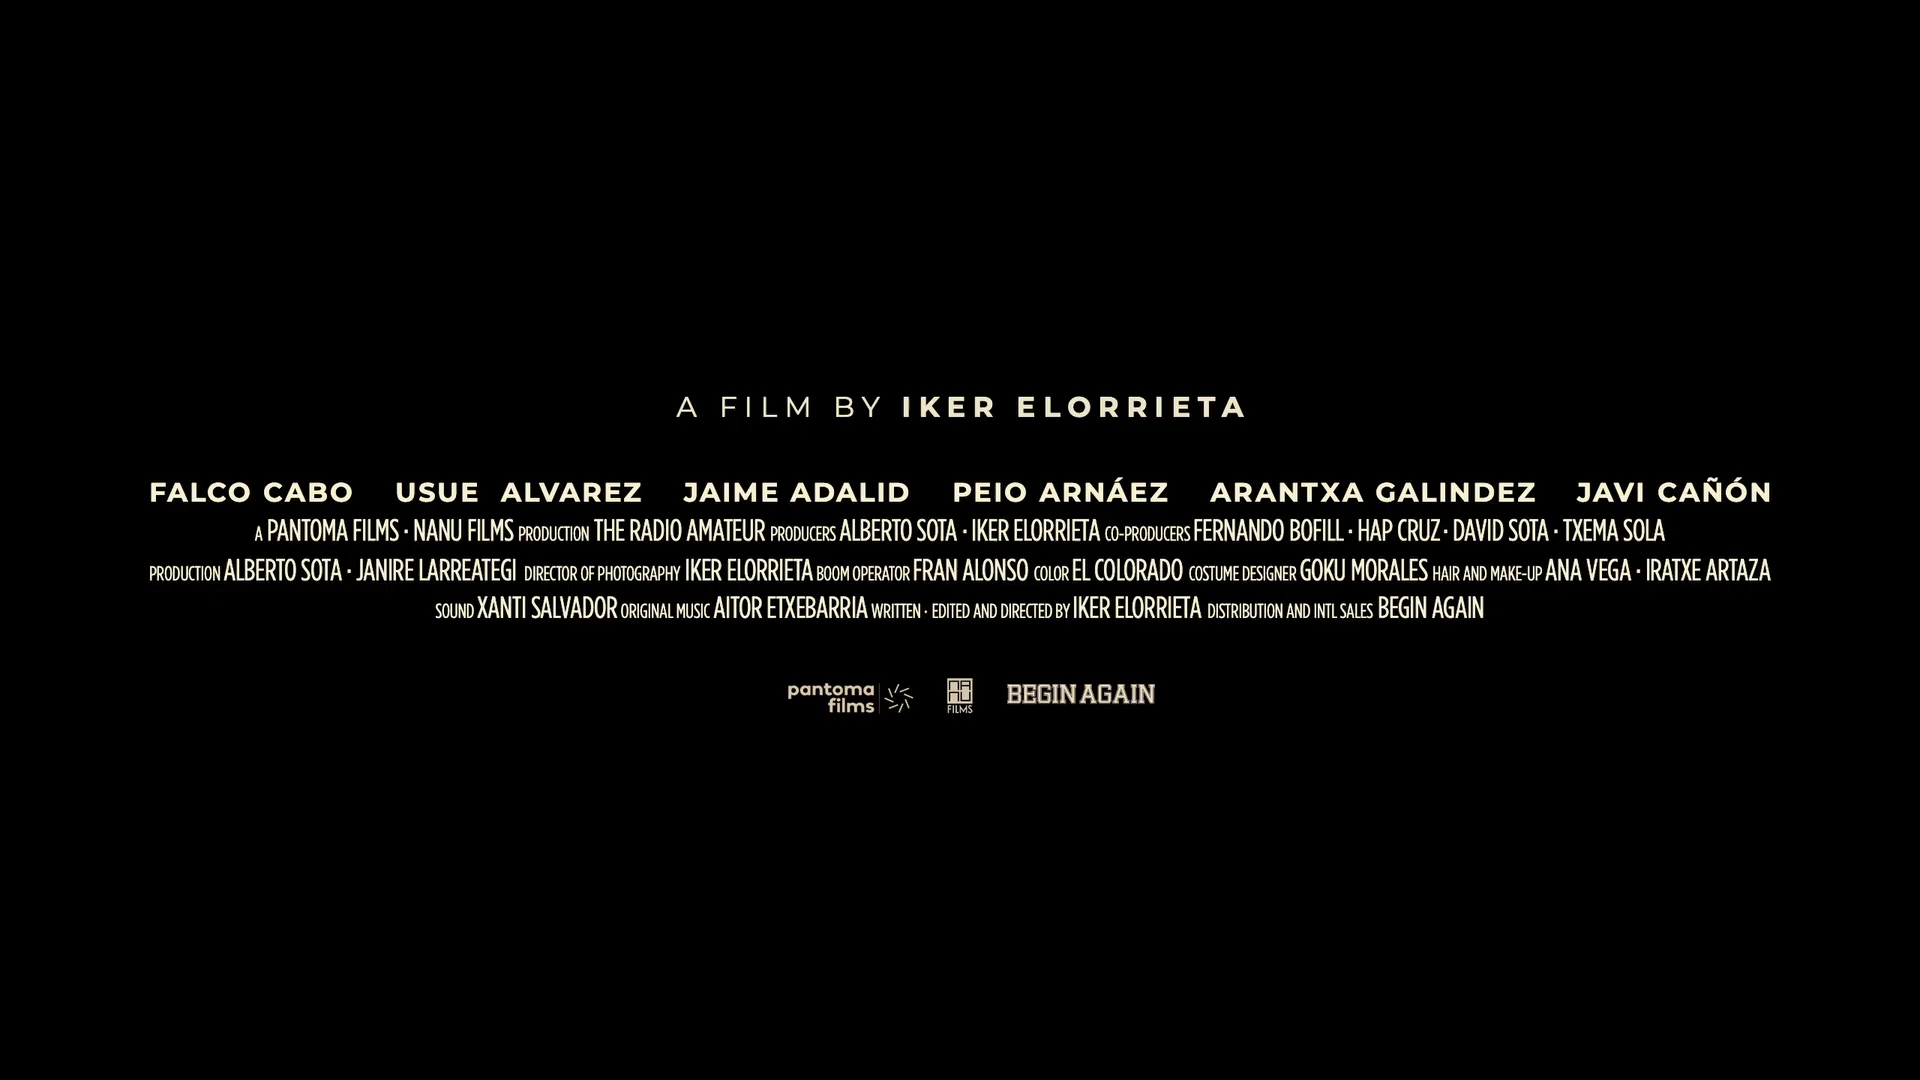 A FILM BY IKER ELORRIETA
FALCO CABO USUE ALVAREZ JAIME ADALID PEIO ARNÁEZ ARANTXA GALINDEZ JAVI CAÑÓN
A PANTOMA FILMS · NANU FILMS PRODUCTION THE RADIO AMATEUR PRODUCERS ALBERTO SOTA · IKER ELORRIETA CO-PRODUCERS FERNANDO BOFILL · HAP CRUZ · DAVID SOTA · TXEMA SOLA
PRODUCTION ALBERTO SOTA · JANIRE LARREATEGI DIRECTOR OF PHOTOGRAPHY IKER ELORRIETA BOOM OPERATOR FRAN ALONSO COLOR EL COLORADO COSTUME DESIGNER GOKU MORALES HAIR AND MAKE-UP ANA VEGA · IRATXE ARTAZA
SOUND XANTI SALVADOR ORIGINAL MUSIC AITOR ETXEBARRIA WRITTEN · EDITED AND DIRECTED BY IKER ELORRIETA DISTRIBUTION AND INTL SALES BEGIN AGAIN
pantoma
films
NA
NU
FILMS
BEGIN AGAIN